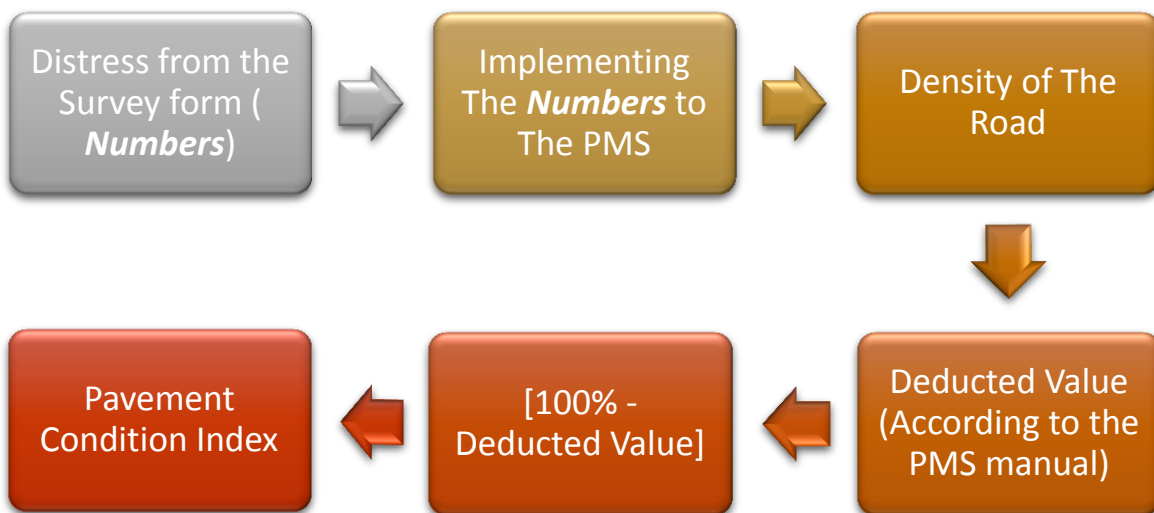 Distress from the
Survey form (
Numbers)
Implementing
The Numbers to
The PMS
Density of The
Road
Deducted Value
(According to the
PMS manual)
[100% -
Deducted Value]
Pavement
Condition Index